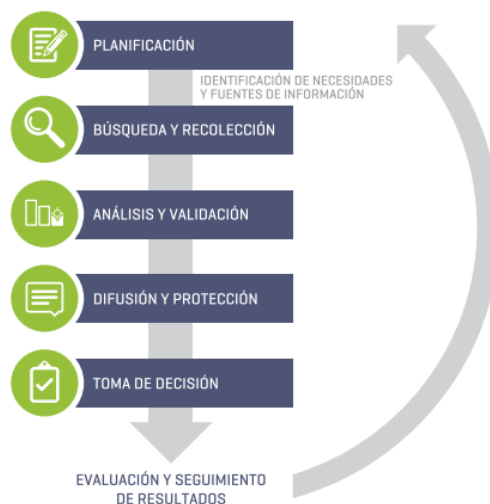 PLANIFICACIÓN
IDENTIFICACIÓN DE NECESIDADES
Y FUENTES DE INFORMACIÓN
BÚSQUEDA Y RECOLECCIÓN
ANÁLISIS Y VALIDACIÓN
DIFUSIÓN Y PROTECCIÓN
TOMA DE DECISIÓN
EVALUACIÓN Y SEGUIMIENTO
DE RESULTADOS